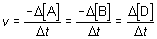 v = -Δ[A]/Δt = -Δ[B]/Δt = Δ[D]/Δt